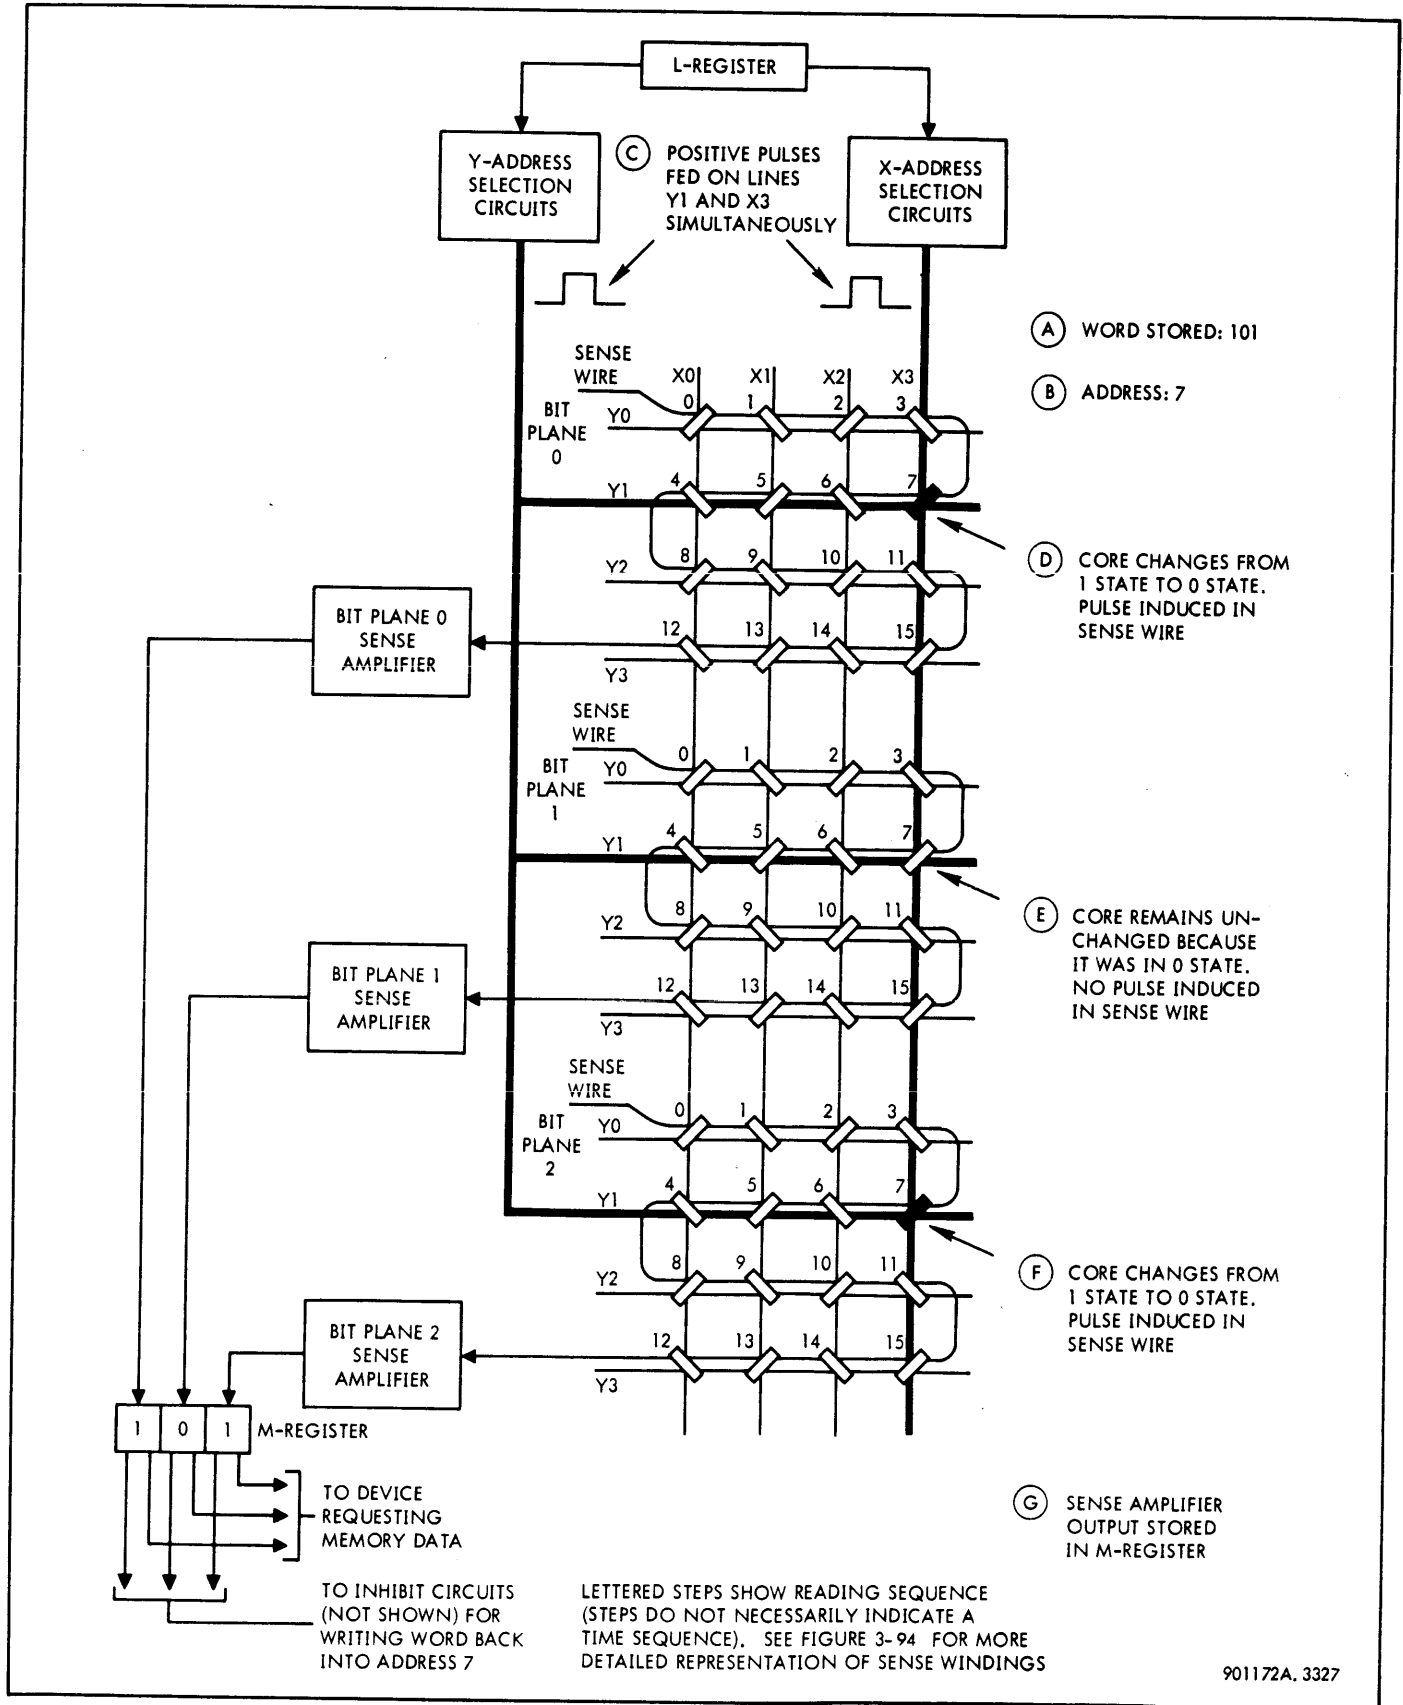 L-REGISTER
Y-ADDRESS
SELECTION
CIRCUITS
C POSITIVE PULSES
FED ON LINES
Y1 AND X3
SIMULTANEOUSLY
X-ADDRESS
SELECTION
CIRCUITS
A WORD STORED: 101
B ADDRESS: 7
SENSE
WIRE
X0 X1 X2 X3
0 1 2 3
BIT
PLANE
0
Y0
4 5 6 7
Y1
D CORE CHANGES FROM
1 STATE TO 0 STATE.
PULSE INDUCED IN
SENSE WIRE
8 9 10 11
Y2
BIT PLANE 0
SENSE
AMPLIFIER
12 13 14 15
Y3
SENSE
WIRE
0 1 2 3
BIT
PLANE
1
Y0
4 5 6 7
Y1
E CORE REMAINS UN-
CHANGED BECAUSE
IT WAS IN 0 STATE.
NO PULSE INDUCED
IN SENSE WIRE
8 9 10 11
Y2
BIT PLANE 1
SENSE
AMPLIFIER
12 13 14 15
Y3
SENSE
WIRE
0 1 2 3
BIT
PLANE
2
Y0
4 5 6 7
Y1
F CORE CHANGES FROM
1 STATE TO 0 STATE.
PULSE INDUCED IN
SENSE WIRE
8 9 10 11
Y2
BIT PLANE 2
SENSE
AMPLIFIER
12 13 14 15
Y3
1 0 1 M-REGISTER
TO DEVICE
REQUESTING
MEMORY DATA
G SENSE AMPLIFIER
OUTPUT STORED
IN M-REGISTER
TO INHIBIT CIRCUITS
(NOT SHOWN) FOR
WRITING WORD BACK
INTO ADDRESS 7
LETTERED STEPS SHOW READING SEQUENCE
(STEPS DO NOT NECESSARILY INDICATE A
TIME SEQUENCE). SEE FIGURE 3-94 FOR MORE
DETAILED REPRESENTATION OF SENSE WINDINGS
901172A. 3327